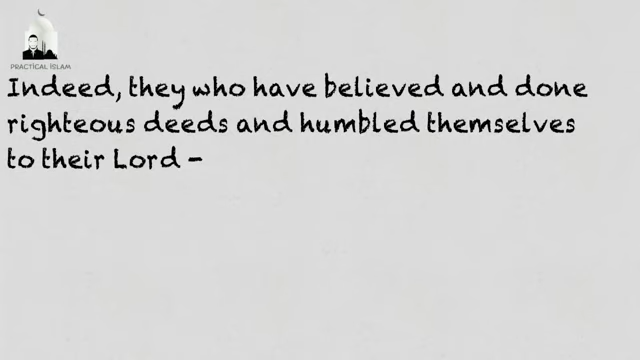 PRACTICAL ISLAM
Indeed, they who have believed and done
righteous deeds and humbled themselves
to their Lord -